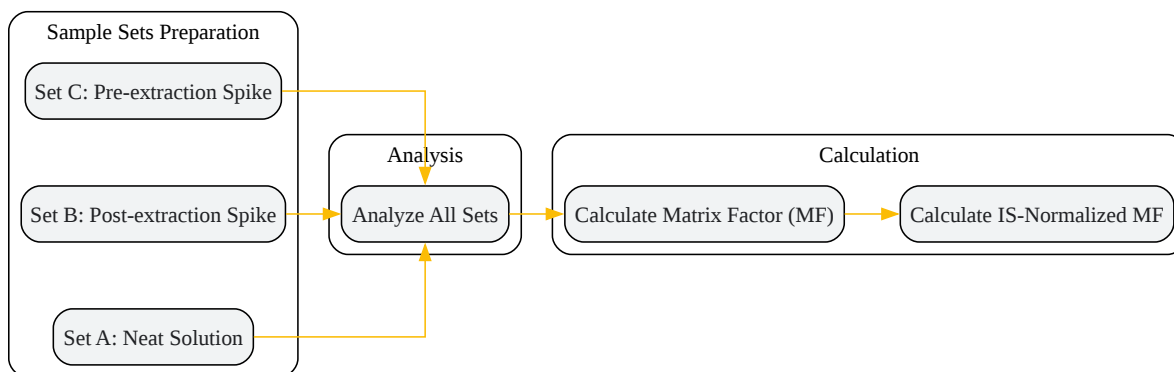 Sample Sets Preparation
Set C: Pre-extraction Spike
Set B: Post-extraction Spike
Set A: Neat Solution
Analysis
Analyze All Sets
Calculation
Calculate Matrix Factor (MF)
Calculate IS-Normalized MF